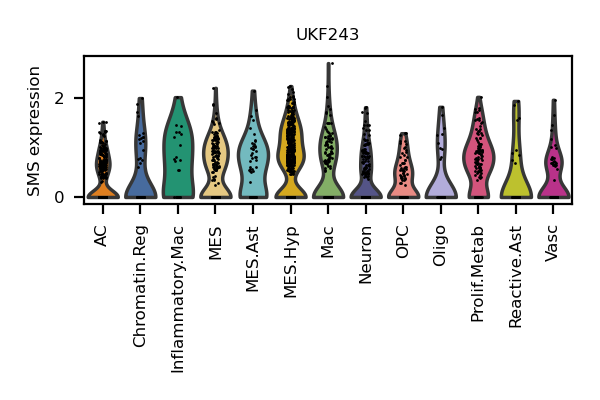 UKF243
SMS expression
2
0
AC
Chromatin.Reg
Inflammatory.Mac
MES
MES.Ast
MES.Hyp
Mac
Neuron
OPC
Oligo
Prolif.Metab
Reactive.Ast
Vasc